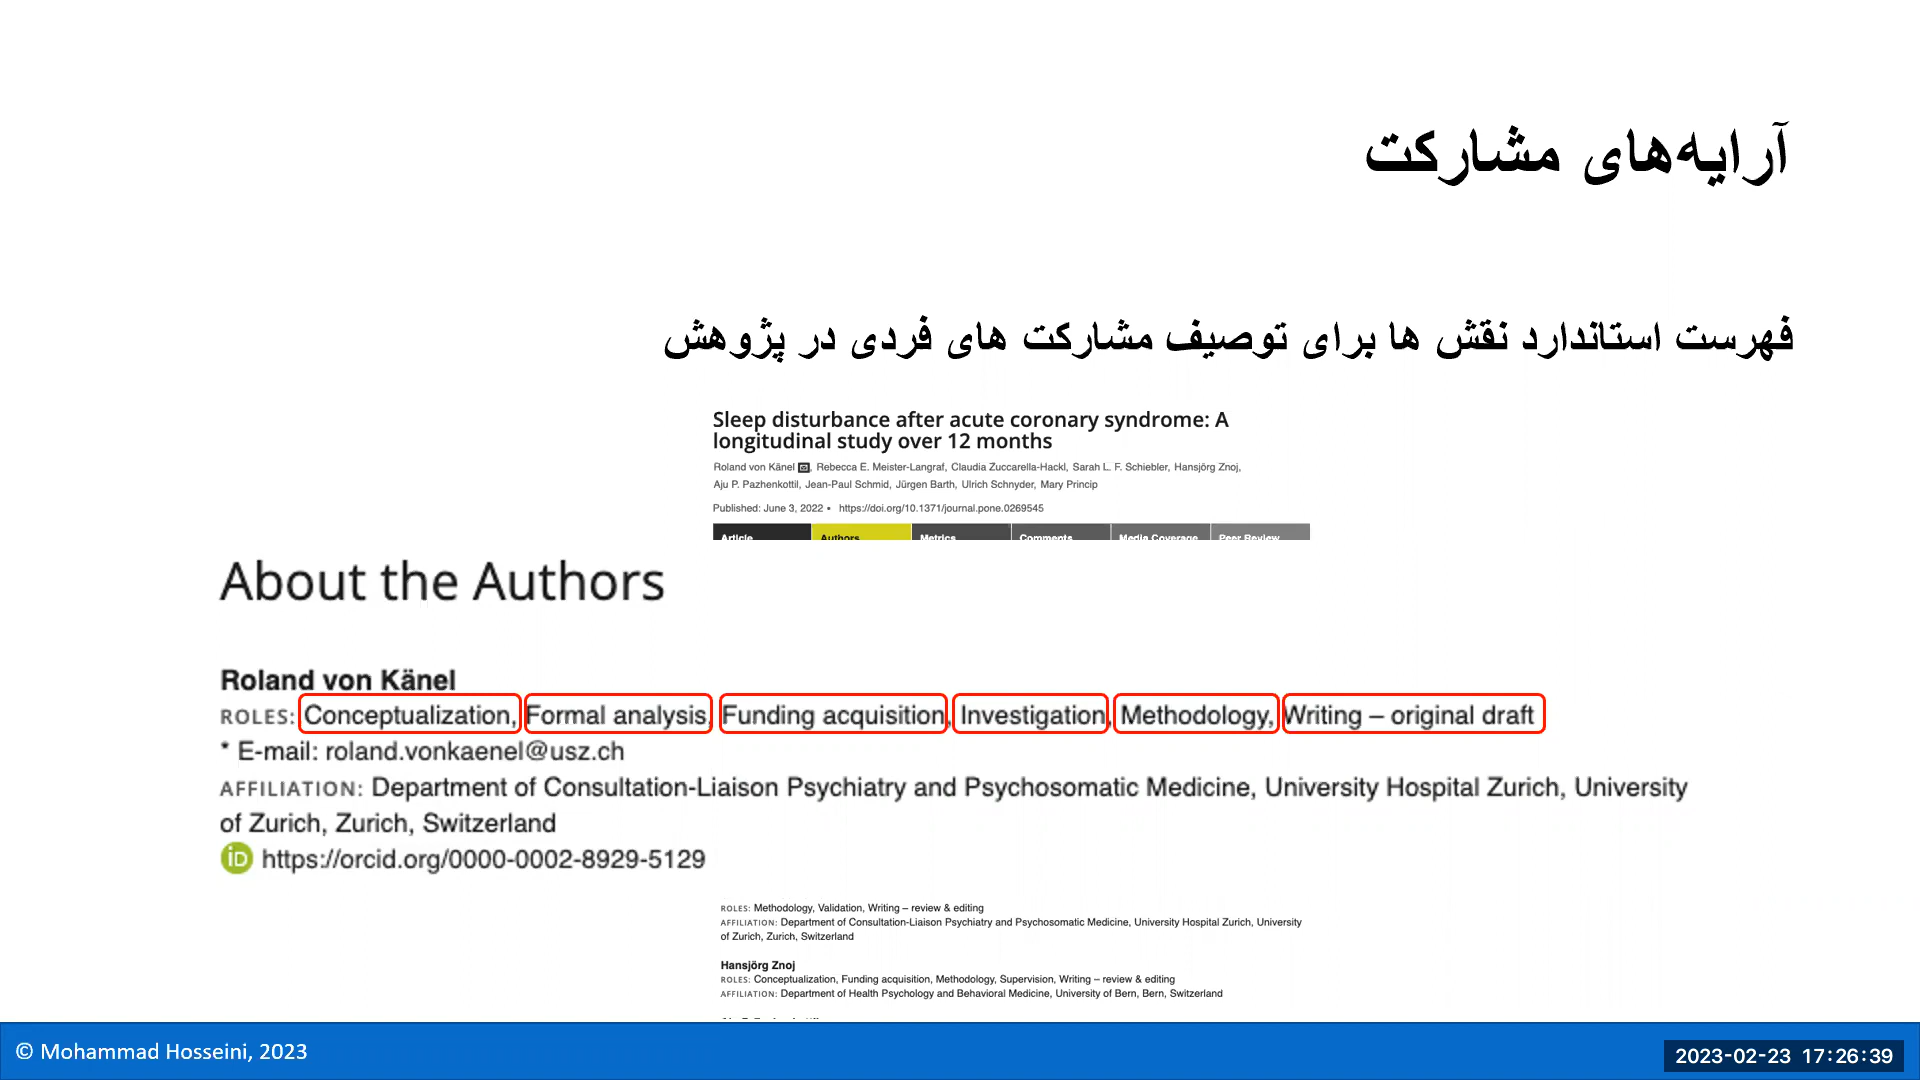 آرایه‌های مشارکت
فهرست استاندارد نقش ها برای توصیف مشارکت های فردی در پژوهش
Sleep disturbance after acute coronary syndrome: A
longitudinal study over 12 months
Roland von Känel, Rebecca E. Meister-Langraf, Claudia Zuccarella-Hackl, Sarah L. F. Schiebler, Hansjörg Znoj,
Aju P. Pazhenkottil, Jean-Paul Schmid, Jürgen Barth, Ulrich Schnyder, Mary Princip
Published: June 3, 2022 • https://doi.org/10.1371/journal.pone.0269545
Article Authors Metrics Comments Media Coverage Peer Review
About the Authors
Roland von Känel
ROLES: Conceptualization, Formal analysis, Funding acquisition, Investigation, Methodology, Writing – original draft
* E-mail: roland.vonkaenel@usz.ch
AFFILIATION: Department of Consultation-Liaison Psychiatry and Psychosomatic Medicine, University Hospital Zurich, University
of Zurich, Zurich, Switzerland
iD https://orcid.org/0000-0002-8929-5129
ROLES: Methodology, Validation, Writing – review & editing
AFFILIATION: Department of Consultation-Liaison Psychiatry and Psychosomatic Medicine, University Hospital Zurich, University
of Zurich, Zurich, Switzerland
Hansjörg Znoj
ROLES: Conceptualization, Funding acquisition, Methodology, Supervision, Writing – review & editing
AFFILIATION: Department of Health Psychology and Behavioral Medicine, University of Bern, Bern, Switzerland
© Mohammad Hosseini, 2023
2023-02-23 17:26:39